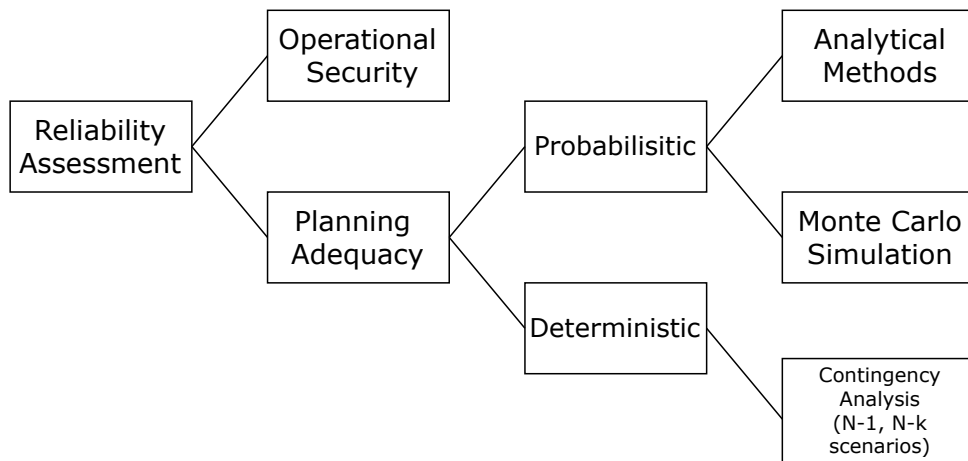 Reliability
Assessment
Operational
Security
Planning
Adequacy
Probabilisitic
Deterministic
Analytical
Methods
Monte Carlo
Simulation
Contingency
Analysis
(N-1, N-k
scenarios)